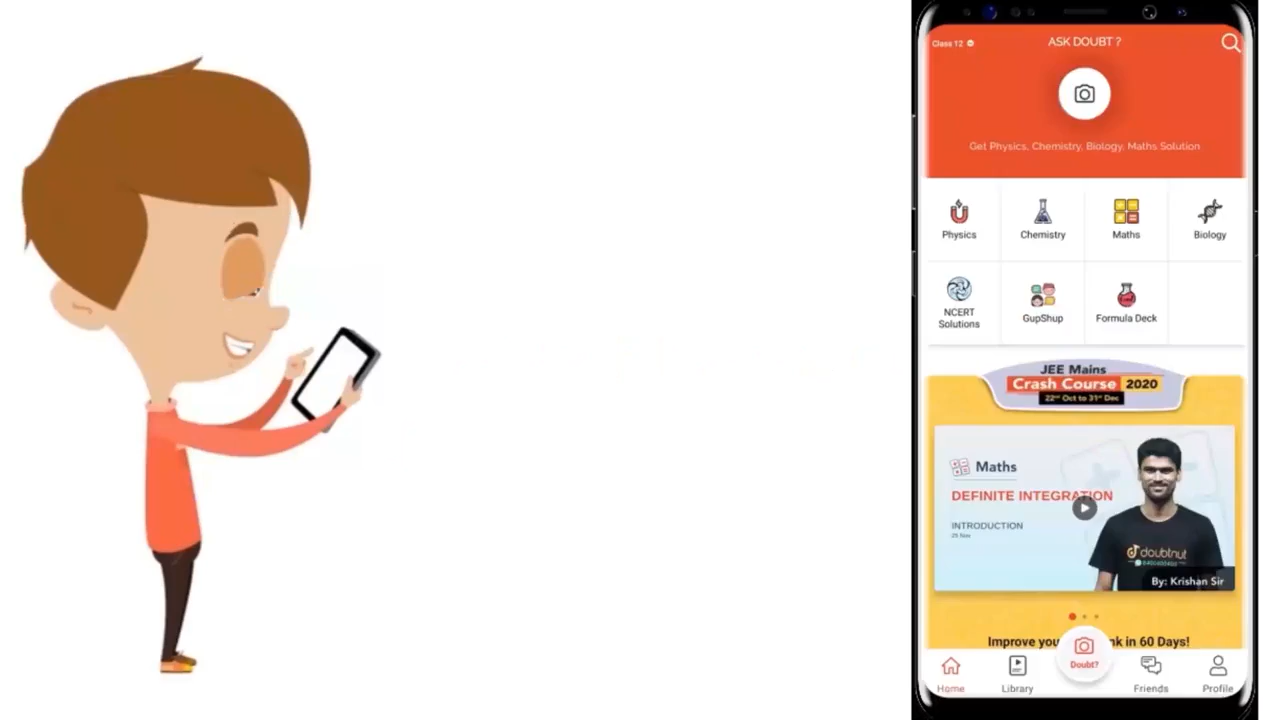 Class 12
ASK DOUBT ?
Get Physics, Chemistry, Biology, Maths Solution
Physics
Chemistry
Maths
Biology
NCERT
Solutions
GupShup
Formula Deck
JEE Mains
Crash Course 2020
22nd Oct to 31st Dec
Maths
DEFINITE INTEGRATION
INTRODUCTION
doubtnut
By: Krishan Sir
Improve you nk in 60 Days!
Doubt?
Home
Library
Friends
Profile